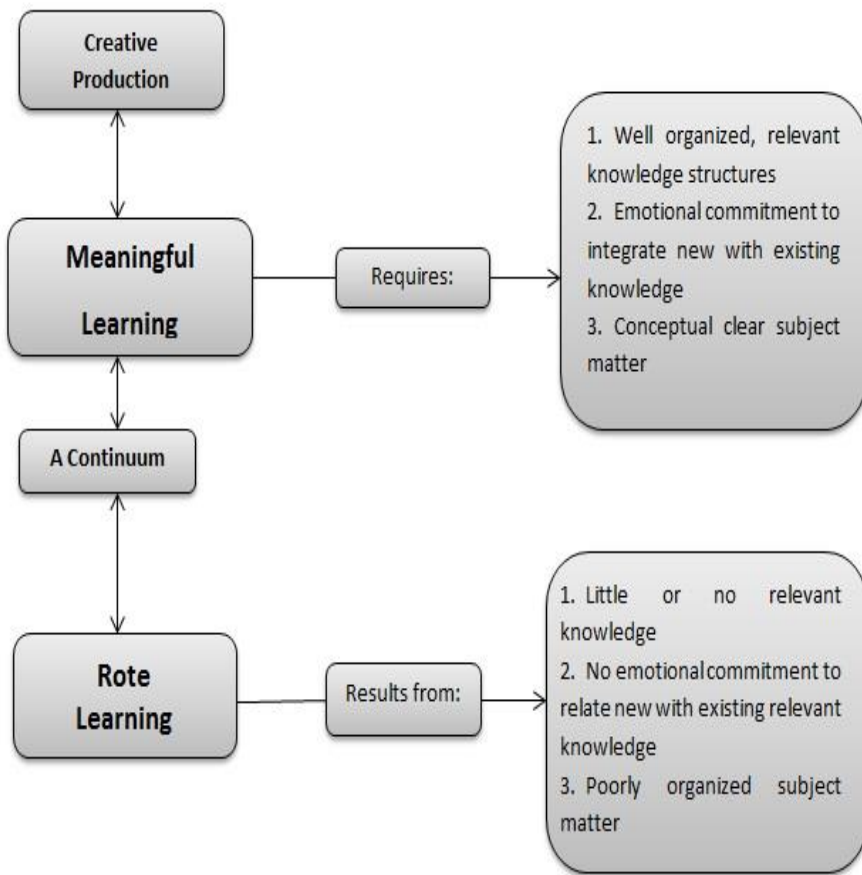 Creative
Production
Meaningful
Learning
Requires:
1. Well organized, relevant
knowledge structures
2. Emotional commitment to
integrate new with existing
knowledge
3. Conceptual clear subject
matter
A Continuum
Rote
Learning
Results from:
1. Little or no relevant
knowledge
2. No emotional commitment to
relate new with existing relevant
knowledge
3. Poorly organized subject
matter